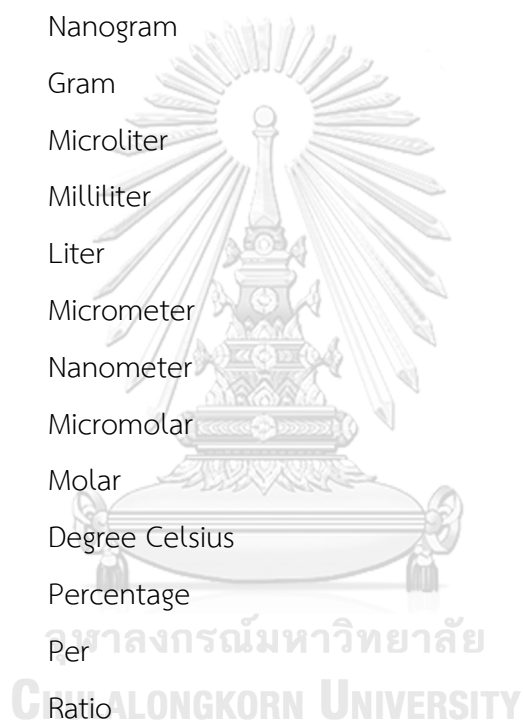 Nanogram
Gram
Microliter
Milliliter
Liter
Micrometer
Nanometer
Micromolar
Molar
Degree Celsius
Percentage
จุฬาลงกรณ์มหาวิทยาลัย
Per
CHULALONGKORN UNIVERSITY
Ratio